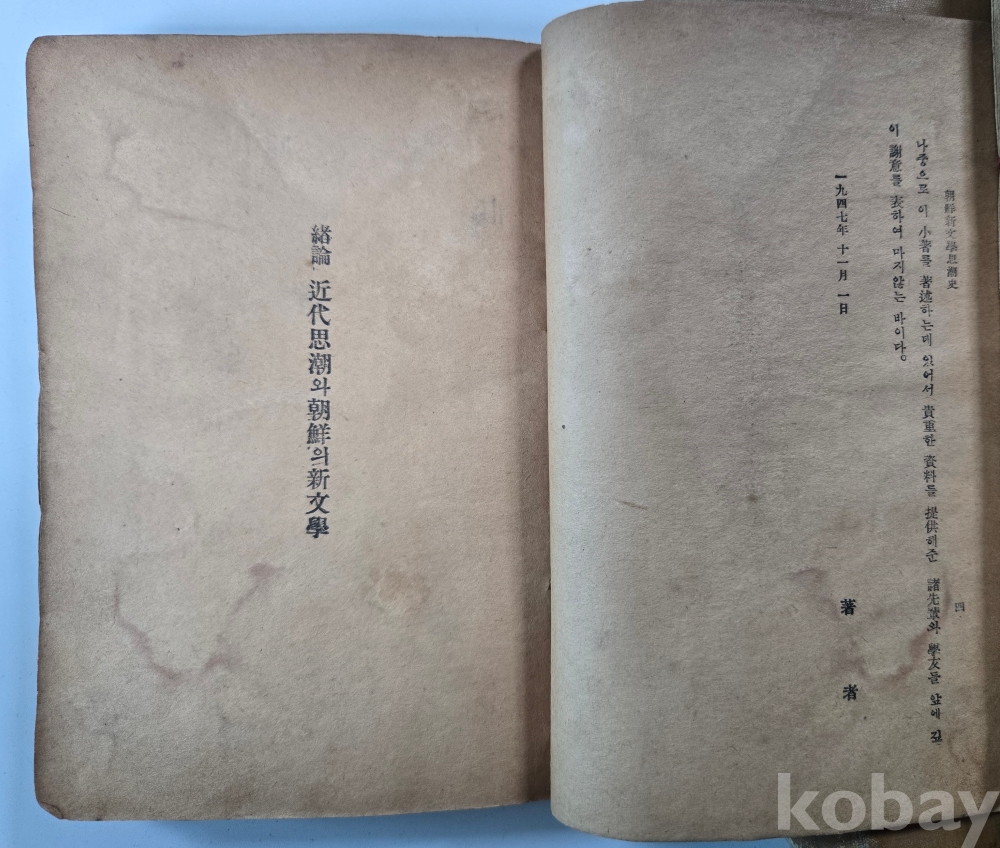 朝鮮新文學思潮史
四
나중으로 이 小著를 著述하는데 있어서 貴重한 資料들 提供해준 諸先輩와 學友들 앞에 깊
이 謝意를 表하여 마지않는 바이다。
一九四七年 十一月 一日
著者
緖論 近代思潮와 朝鮮의 新文學
kobay